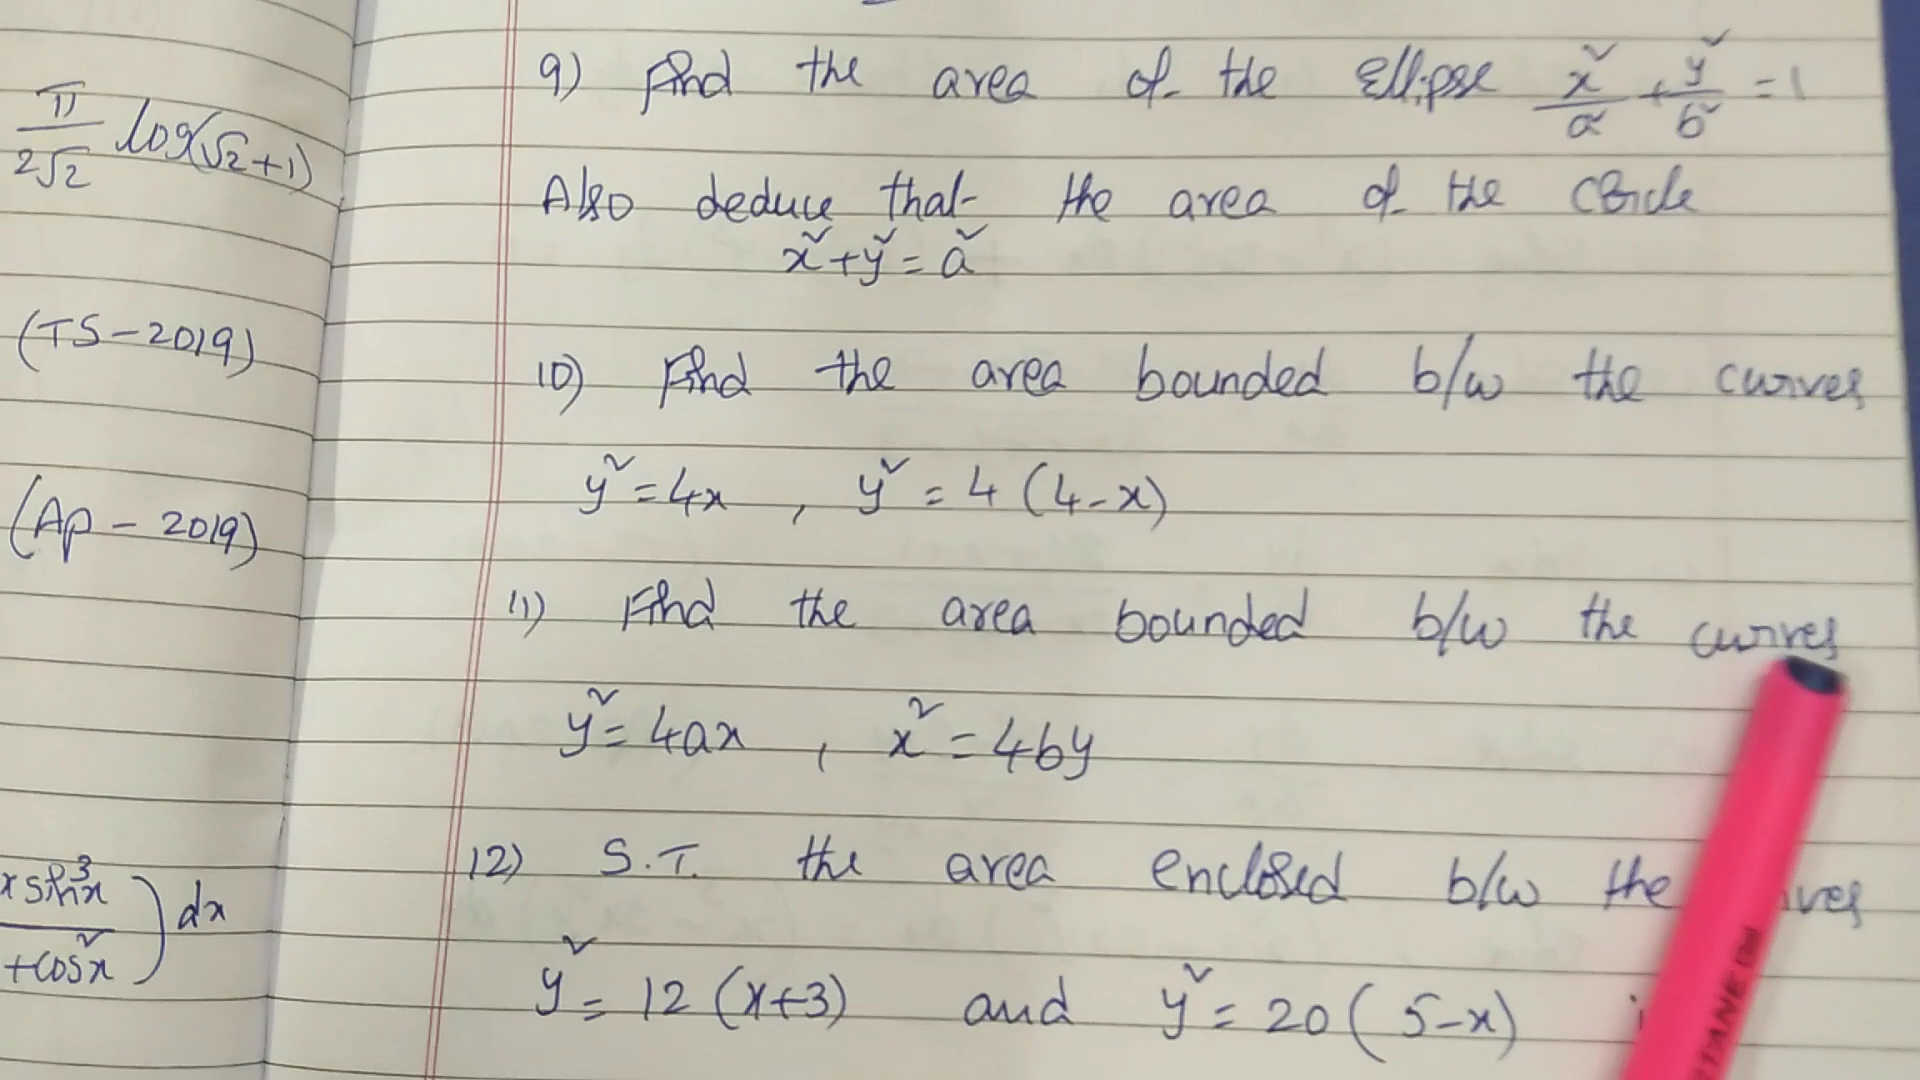 π/2√2 log(√2+1)
(TS-2019)
(AP - 2019)
x sin³x
+cos²x ) dx
9) Find the area of the Ellipse x²/a² + y²/b² = 1
Also deduce that the area of the circle
x²+y² = a²
10) Find the area bounded b/w the curves
y² = 4x , y² = 4 (4-x)
11) Find the area bounded b/w the curves
y² = 4ax , x² = 4by
12) S.T. the area enclosed b/w the
y² = 12 (x+3) and y² = 20 ( 5-x)